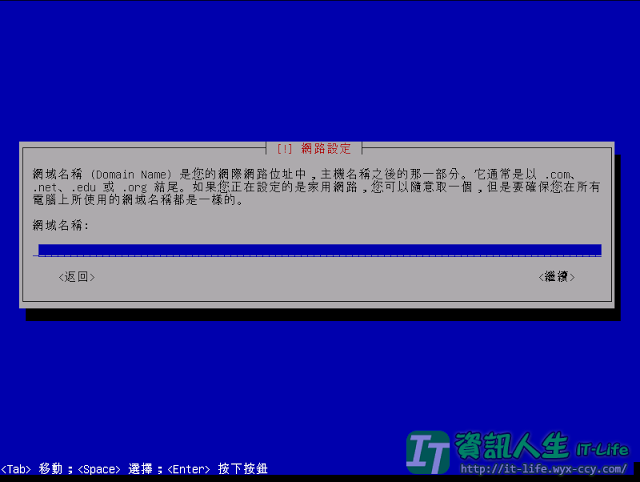 [!] 網路設定
網域名稱 (Domain Name) 是您的網際網路位址中，主機名稱之後的那一部分。它通常是以 .com、
.net、.edu 或 .org 結尾。如果您正在設定的是家用網路，您可以隨意取一個，但是要確保您在所有
電腦上所使用的網域名稱都是一樣的。
網域名稱:
<返回> <繼續>
IT 資訊人生 IT-Life
http://it-life.wyx-ccy.com/
<Tab> 移動；<Space> 選擇；<Enter> 按下按鈕